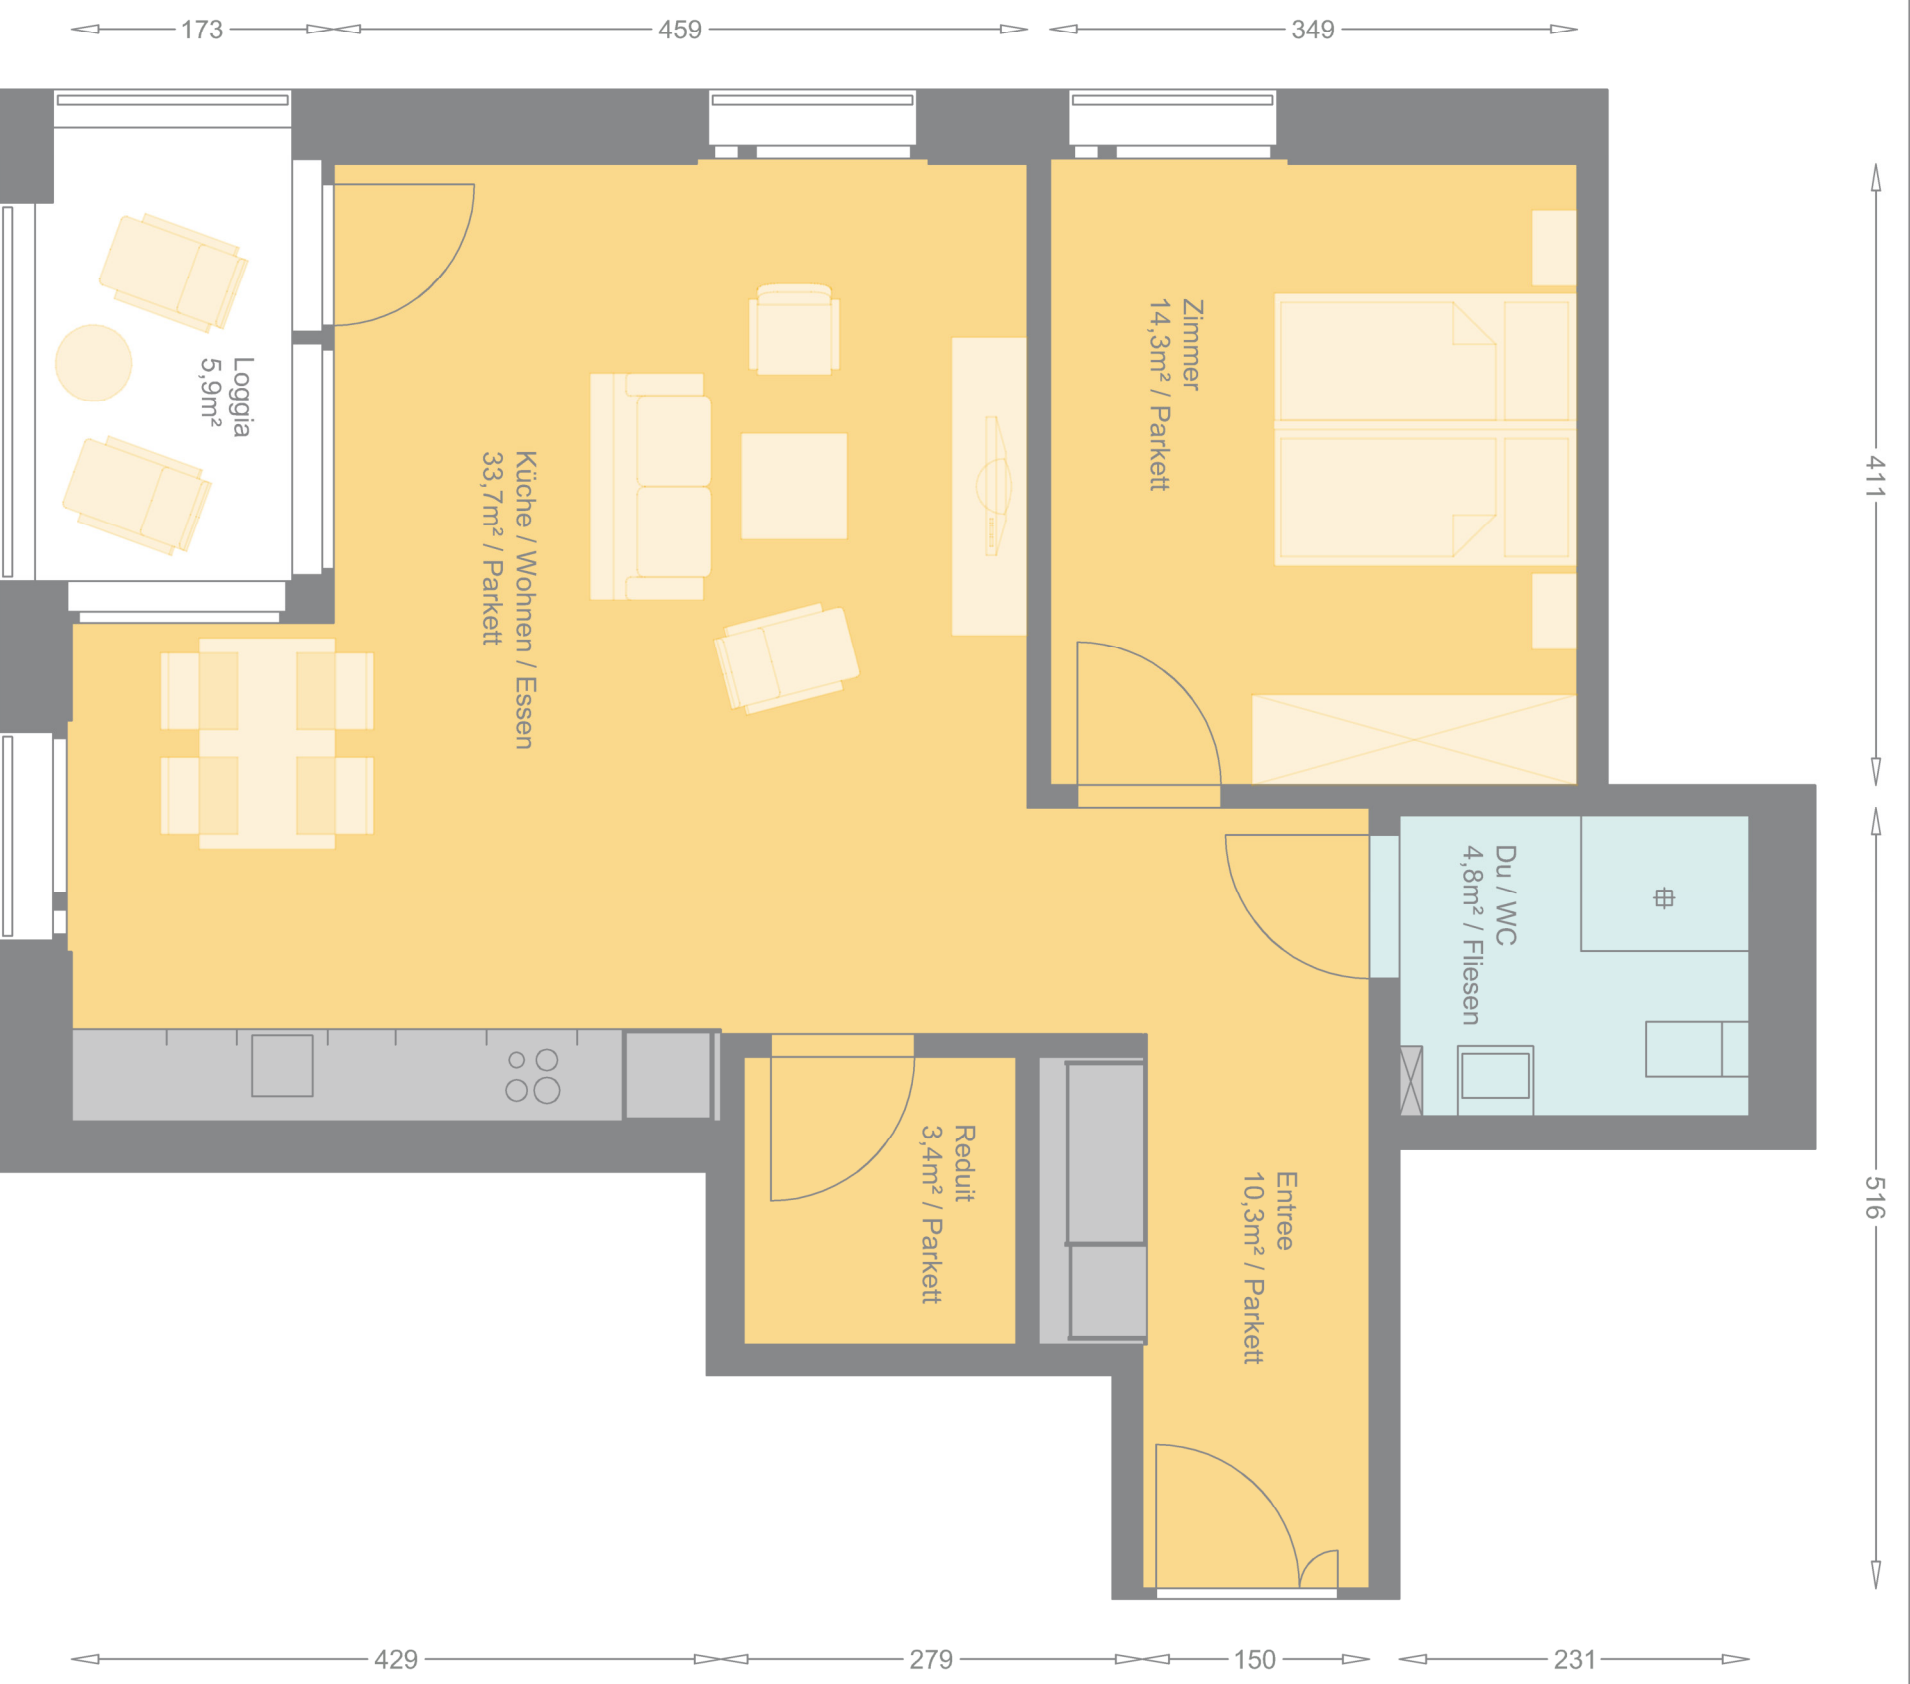 173
459
349
Loggia
5,9m²
Küche / Wohnen / Essen
33,7m² / Parkett
Zimmer
14,3m² / Parkett
411
Du / WC
4,8m² / Fliesen
Reduit
3,4m² / Parkett
Entree
10,3m² / Parkett
516
429
279
150
231